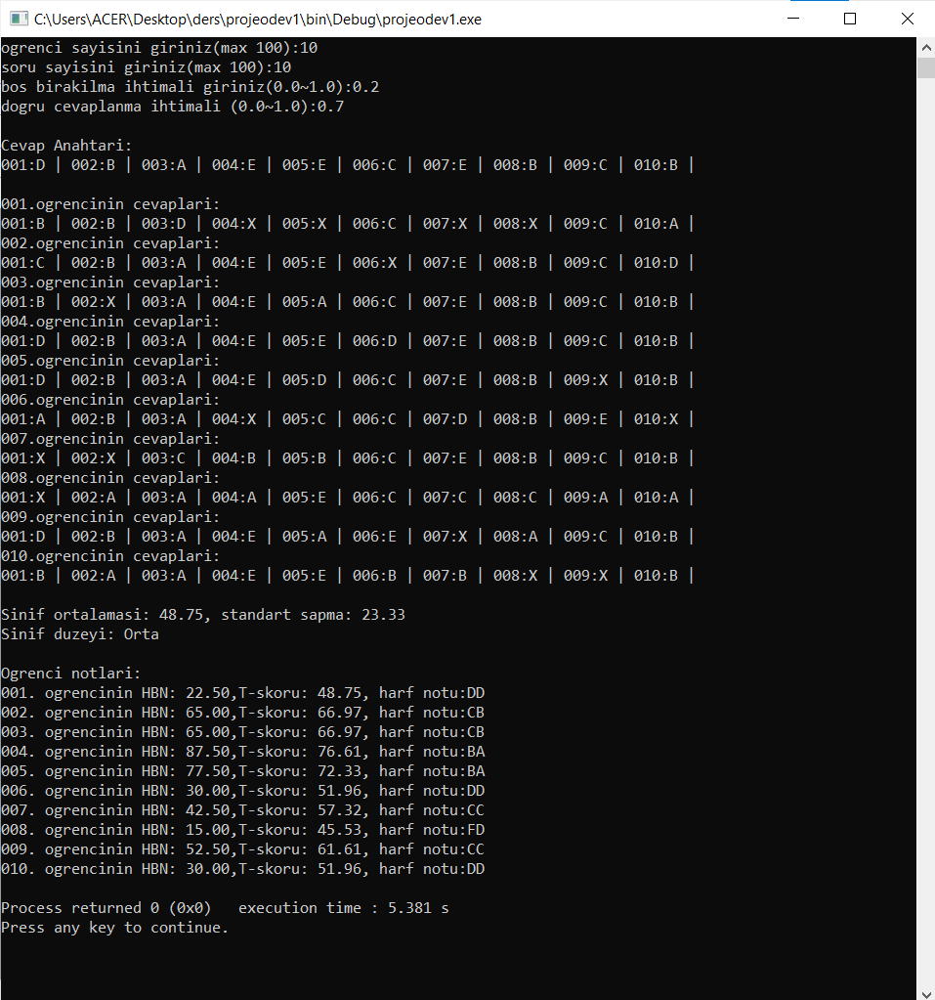 C:\Users\ACER\Desktop\ders\projeodev1\bin\Debug\projeodev1.exe
ogrenci sayisini giriniz(max 100):10
soru sayisini giriniz(max 100):10
bos birakilma ihtimali giriniz(0.0~1.0):0.2
dogru cevaplanma ihtimali (0.0~1.0):0.7
Cevap Anahtari:
001:D | 002:B | 003:A | 004:E | 005:E | 006:C | 007:E | 008:B | 009:C | 010:B |
001.ogrencinin cevaplari:
001:B | 002:B | 003:D | 004:X | 005:X | 006:C | 007:X | 008:X | 009:C | 010:A |
002.ogrencinin cevaplari:
001:C | 002:B | 003:A | 004:E | 005:E | 006:X | 007:E | 008:B | 009:C | 010:D |
003.ogrencinin cevaplari:
001:B | 002:X | 003:A | 004:E | 005:A | 006:C | 007:E | 008:B | 009:C | 010:B |
004.ogrencinin cevaplari:
001:D | 002:B | 003:A | 004:E | 005:E | 006:D | 007:E | 008:B | 009:C | 010:B |
005.ogrencinin cevaplari:
001:D | 002:B | 003:A | 004:E | 005:D | 006:C | 007:E | 008:B | 009:X | 010:B |
006.ogrencinin cevaplari:
001:A | 002:B | 003:A | 004:X | 005:C | 006:C | 007:D | 008:B | 009:E | 010:X |
007.ogrencinin cevaplari:
001:X | 002:X | 003:C | 004:B | 005:B | 006:C | 007:E | 008:B | 009:C | 010:B |
008.ogrencinin cevaplari:
001:X | 002:A | 003:A | 004:A | 005:E | 006:C | 007:C | 008:C | 009:A | 010:A |
009.ogrencinin cevaplari:
001:D | 002:B | 003:A | 004:E | 005:A | 006:E | 007:X | 008:A | 009:C | 010:B |
010.ogrencinin cevaplari:
001:B | 002:A | 003:A | 004:E | 005:E | 006:B | 007:B | 008:X | 009:X | 010:B |
Sinif ortalamasi: 48.75, standart sapma: 23.33
Sinif duzeyi: Orta
Ogrenci notlari:
001. ogrencinin HBN: 22.50,T-skoru: 48.75, harf notu:DD
002. ogrencinin HBN: 65.00,T-skoru: 66.97, harf notu:CB
003. ogrencinin HBN: 65.00,T-skoru: 66.97, harf notu:CB
004. ogrencinin HBN: 87.50,T-skoru: 76.61, harf notu:BA
005. ogrencinin HBN: 77.50,T-skoru: 72.33, harf notu:BA
006. ogrencinin HBN: 30.00,T-skoru: 51.96, harf notu:DD
007. ogrencinin HBN: 42.50,T-skoru: 57.32, harf notu:CC
008. ogrencinin HBN: 15.00,T-skoru: 45.53, harf notu:FD
009. ogrencinin HBN: 52.50,T-skoru: 61.61, harf notu:CC
010. ogrencinin HBN: 30.00,T-skoru: 51.96, harf notu:DD
Process returned 0 (0x0)   execution time : 5.381 s
Press any key to continue.